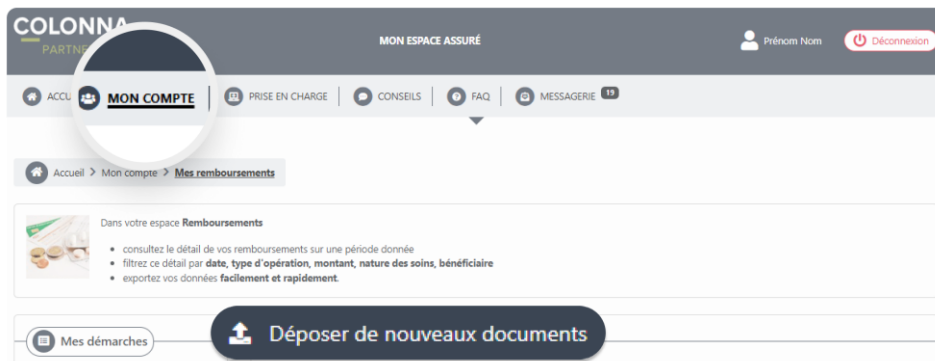 COLONNA
PARTNE
MON ESPACE ASSURÉ
Prénom Nom
Déconnexion
ACCU
MON COMPTE
PRISE EN CHARGE
CONSEILS
FAQ
MESSAGERIE 19
Accueil > Mon compte > Mes remboursements
Dans votre espace Remboursements
• consultez le détail de vos remboursements sur une période donnée
• filtrez ce détail par date, type d'opération, montant, nature des soins, bénéficiaire
• exportez vos données facilement et rapidement.
Mes démarches
Déposer de nouveaux documents